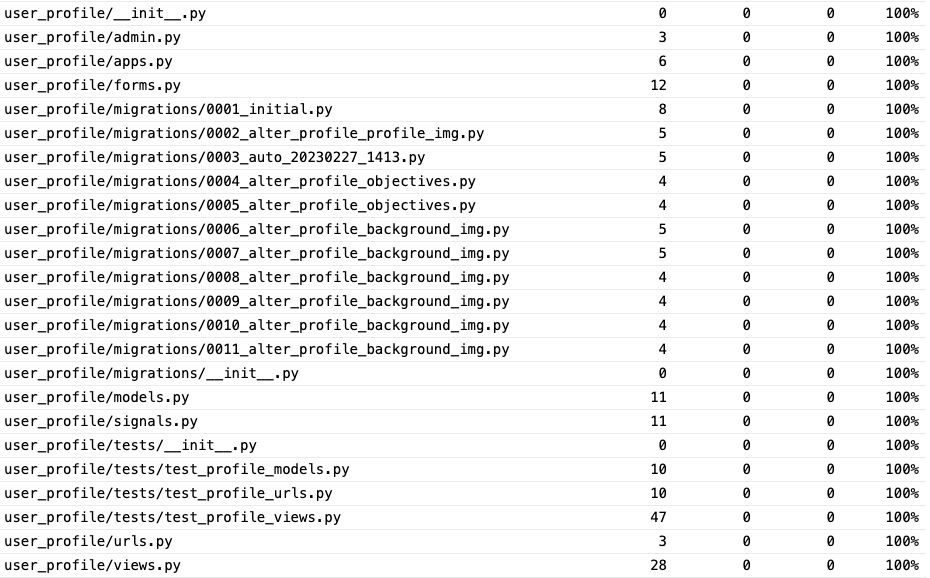 user_profile/__init__.py 0 0 0 100%
user_profile/admin.py 3 0 0 100%
user_profile/apps.py 6 0 0 100%
user_profile/forms.py 12 0 0 100%
user_profile/migrations/0001_initial.py 8 0 0 100%
user_profile/migrations/0002_alter_profile_profile_img.py 5 0 0 100%
user_profile/migrations/0003_auto_20230227_1413.py 5 0 0 100%
user_profile/migrations/0004_alter_profile_objectives.py 4 0 0 100%
user_profile/migrations/0005_alter_profile_objectives.py 4 0 0 100%
user_profile/migrations/0006_alter_profile_background_img.py 5 0 0 100%
user_profile/migrations/0007_alter_profile_background_img.py 5 0 0 100%
user_profile/migrations/0008_alter_profile_background_img.py 4 0 0 100%
user_profile/migrations/0009_alter_profile_background_img.py 4 0 0 100%
user_profile/migrations/0010_alter_profile_background_img.py 4 0 0 100%
user_profile/migrations/0011_alter_profile_background_img.py 4 0 0 100%
user_profile/migrations/__init__.py 0 0 0 100%
user_profile/models.py 11 0 0 100%
user_profile/signals.py 11 0 0 100%
user_profile/tests/__init__.py 0 0 0 100%
user_profile/tests/test_profile_models.py 10 0 0 100%
user_profile/tests/test_profile_urls.py 10 0 0 100%
user_profile/tests/test_profile_views.py 47 0 0 100%
user_profile/urls.py 3 0 0 100%
user_profile/views.py 28 0 0 100%